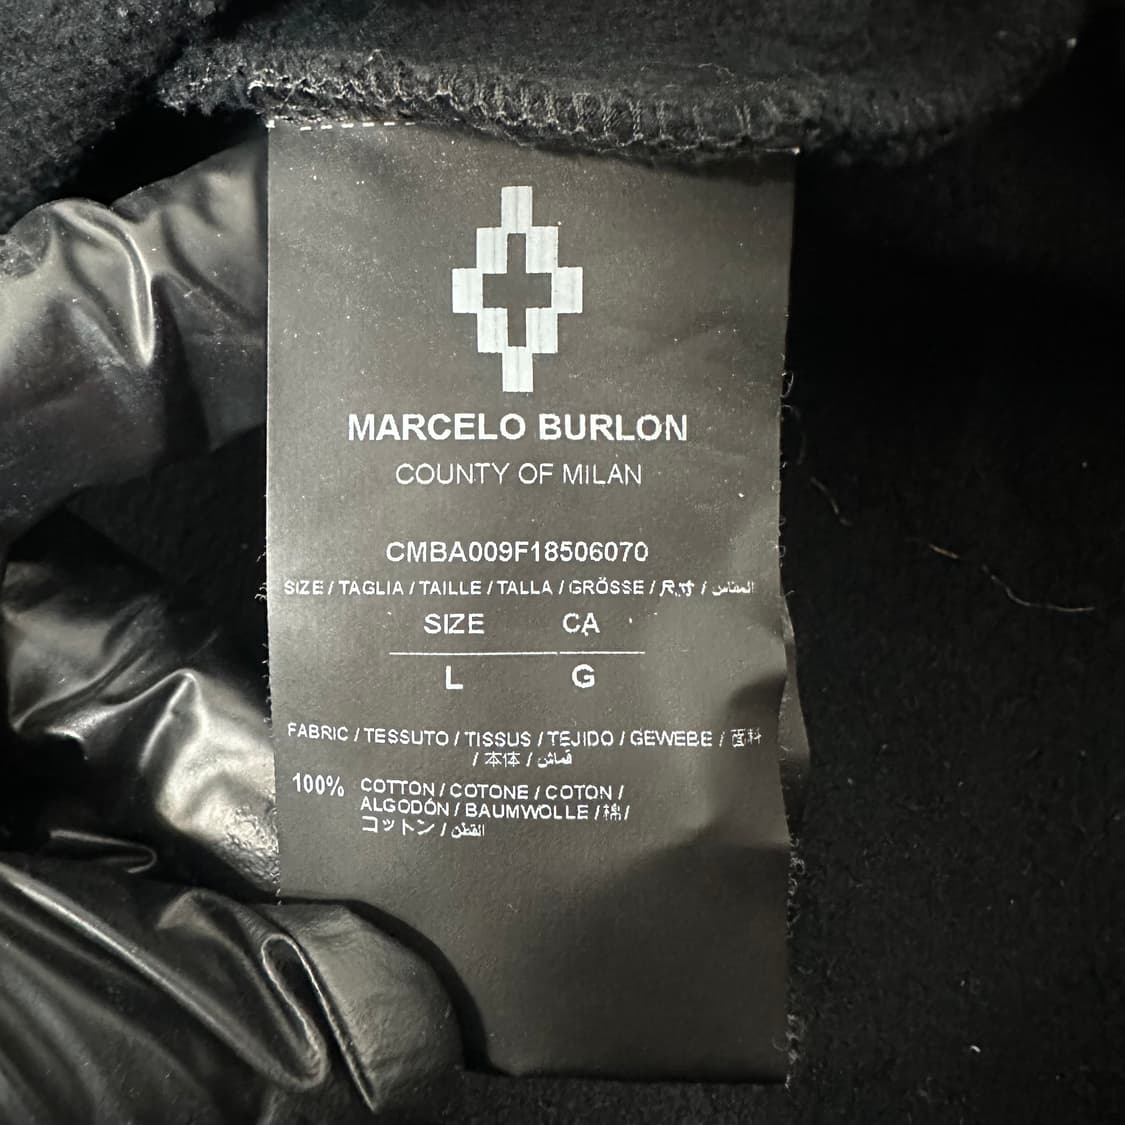 MARCELO BURLON
COUNTY OF MILAN
CMBA009F18506070
SIZE / TAGLIA / TAILLE / TALLA / GRÖSSE / 尺寸 / المقاس
SIZE CA
L G
FABRIC / TESSUTO / TISSUS / TEJIDO / GEWEBE / 面料
/ 本体 / قماش
100% COTTON / COTONE / COTON /
ALGODÓN / BAUMWOLLE / 棉 /
コットン / القطن